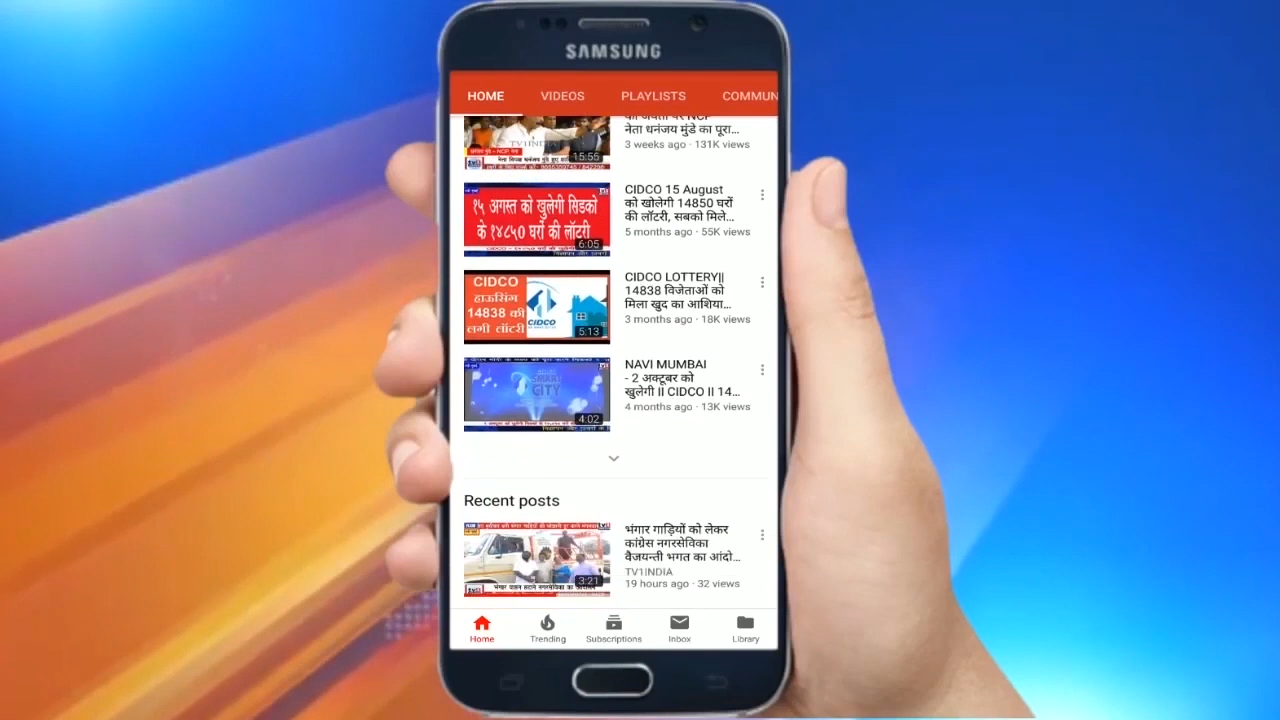 SAMSUNG
HOME VIDEOS PLAYLISTS COMMUN
नेता धनंजय मुंडे का पूरा...
3 weeks ago · 131K views
TV1INDIA
15:55
१५ अगस्त को खुलेगी सिडको
के १४८५० घरों की लॉटरी
6:05
CIDCO 15 August
को खोलेगी 14850 घरों
की लॉटरी, सबको मिले...
5 months ago · 55K views
CIDCO
हाऊसिंग
14838 की
लगी लॉटरी
CIDCO
5:13
CIDCO LOTTERY||
14838 विजेताओं को
मिला खुद का आशिया...
3 months ago · 18K views
SMART
CITY
4:02
NAVI MUMBAI
- 2 अक्टूबर को
खुलेगी II CIDCO II 14...
4 months ago · 13K views
Recent posts
3:21
भंगार गाड़ियों को लेकर
कांग्रेस नगरसेविका
वैजयन्ती भगत का आंदो...
TV1INDIA
19 hours ago · 32 views
Home Trending Subscriptions Inbox Library